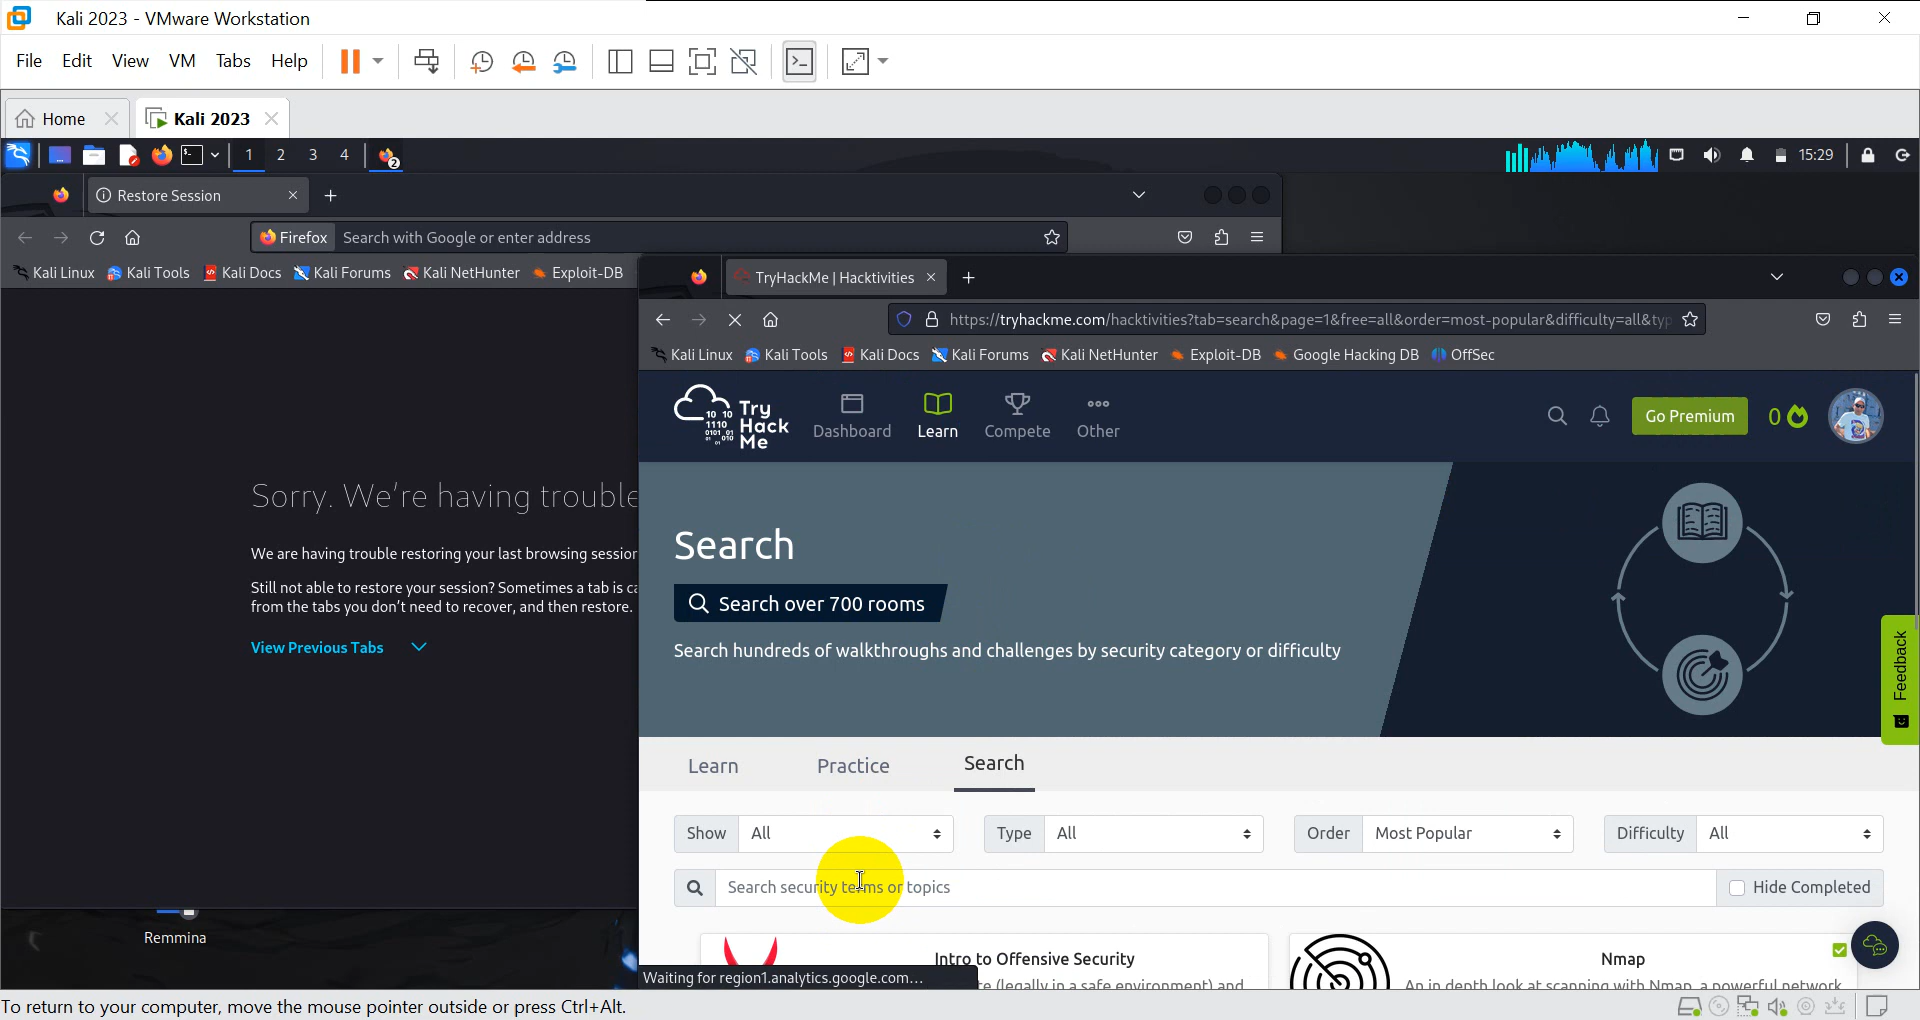 Kali 2023 - VMware Workstation
File Edit View VM Tabs Help
Home Kali 2023
1 2 3 4 2 15:29
Restore Session
Firefox Search with Google or enter address
Kali Linux Kali Tools Kali Docs Kali Forums Kali NetHunter Exploit-DB
Sorry. We're having trouble
We are having trouble restoring your last browsing session
Still not able to restore your session? Sometimes a tab is ca
from the tabs you don't need to recover, and then restore.
View Previous Tabs
Remmina
TryHackMe | Hacktivities
https://tryhackme.com/hacktivities?tab=search&page=1&free=all&order=most-popular&difficulty=all&typ
Kali Linux Kali Tools Kali Docs Kali Forums Kali NetHunter Exploit-DB Google Hacking DB OffSec
Try
Hack
Me
Dashboard Learn Compete Other
Go Premium 0
Search
Search over 700 rooms
Search hundreds of walkthroughs and challenges by security category or difficulty
Feedback
Learn Practice Search
Show All Type All Order Most Popular Difficulty All
Search security terms or topics Hide Completed
Intro to Offensive Security Nmap
(legally in a safe environment) and An in depth look at scanning with Nmap, a powerful network
Waiting for region1.analytics.google.com...
To return to your computer, move the mouse pointer outside or press Ctrl+Alt.